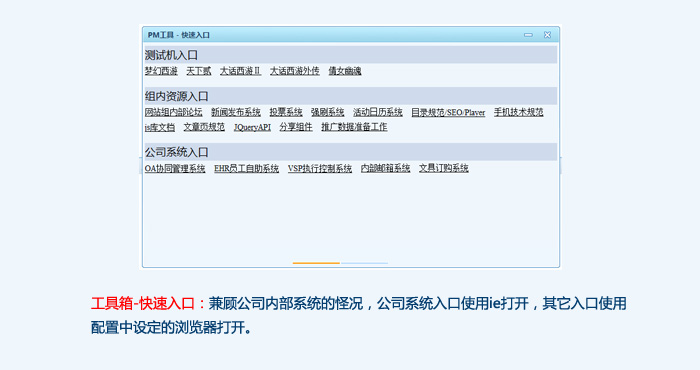 PM工具 - 快速入口
测试机入口
梦幻西游 天下贰 大话西游Ⅱ 大话西游外传 倩女幽魂
组内资源入口
网站组内部论坛 新闻发布系统 投票系统 强刷系统 活动日历系统 目录规范/SEO/Player 手机技术规范
js库文档 文章页规范 JQueryAPI 分享组件 推广数据准备工作
公司系统入口
OA协同管理系统 EHR员工自助系统 VSP执行控制系统 内部邮箱系统 文具订购系统
工具箱-快速入口：兼顾公司内部系统的怪况，公司系统入口使用ie打开，其它入口使用
配置中设定的浏览器打开。